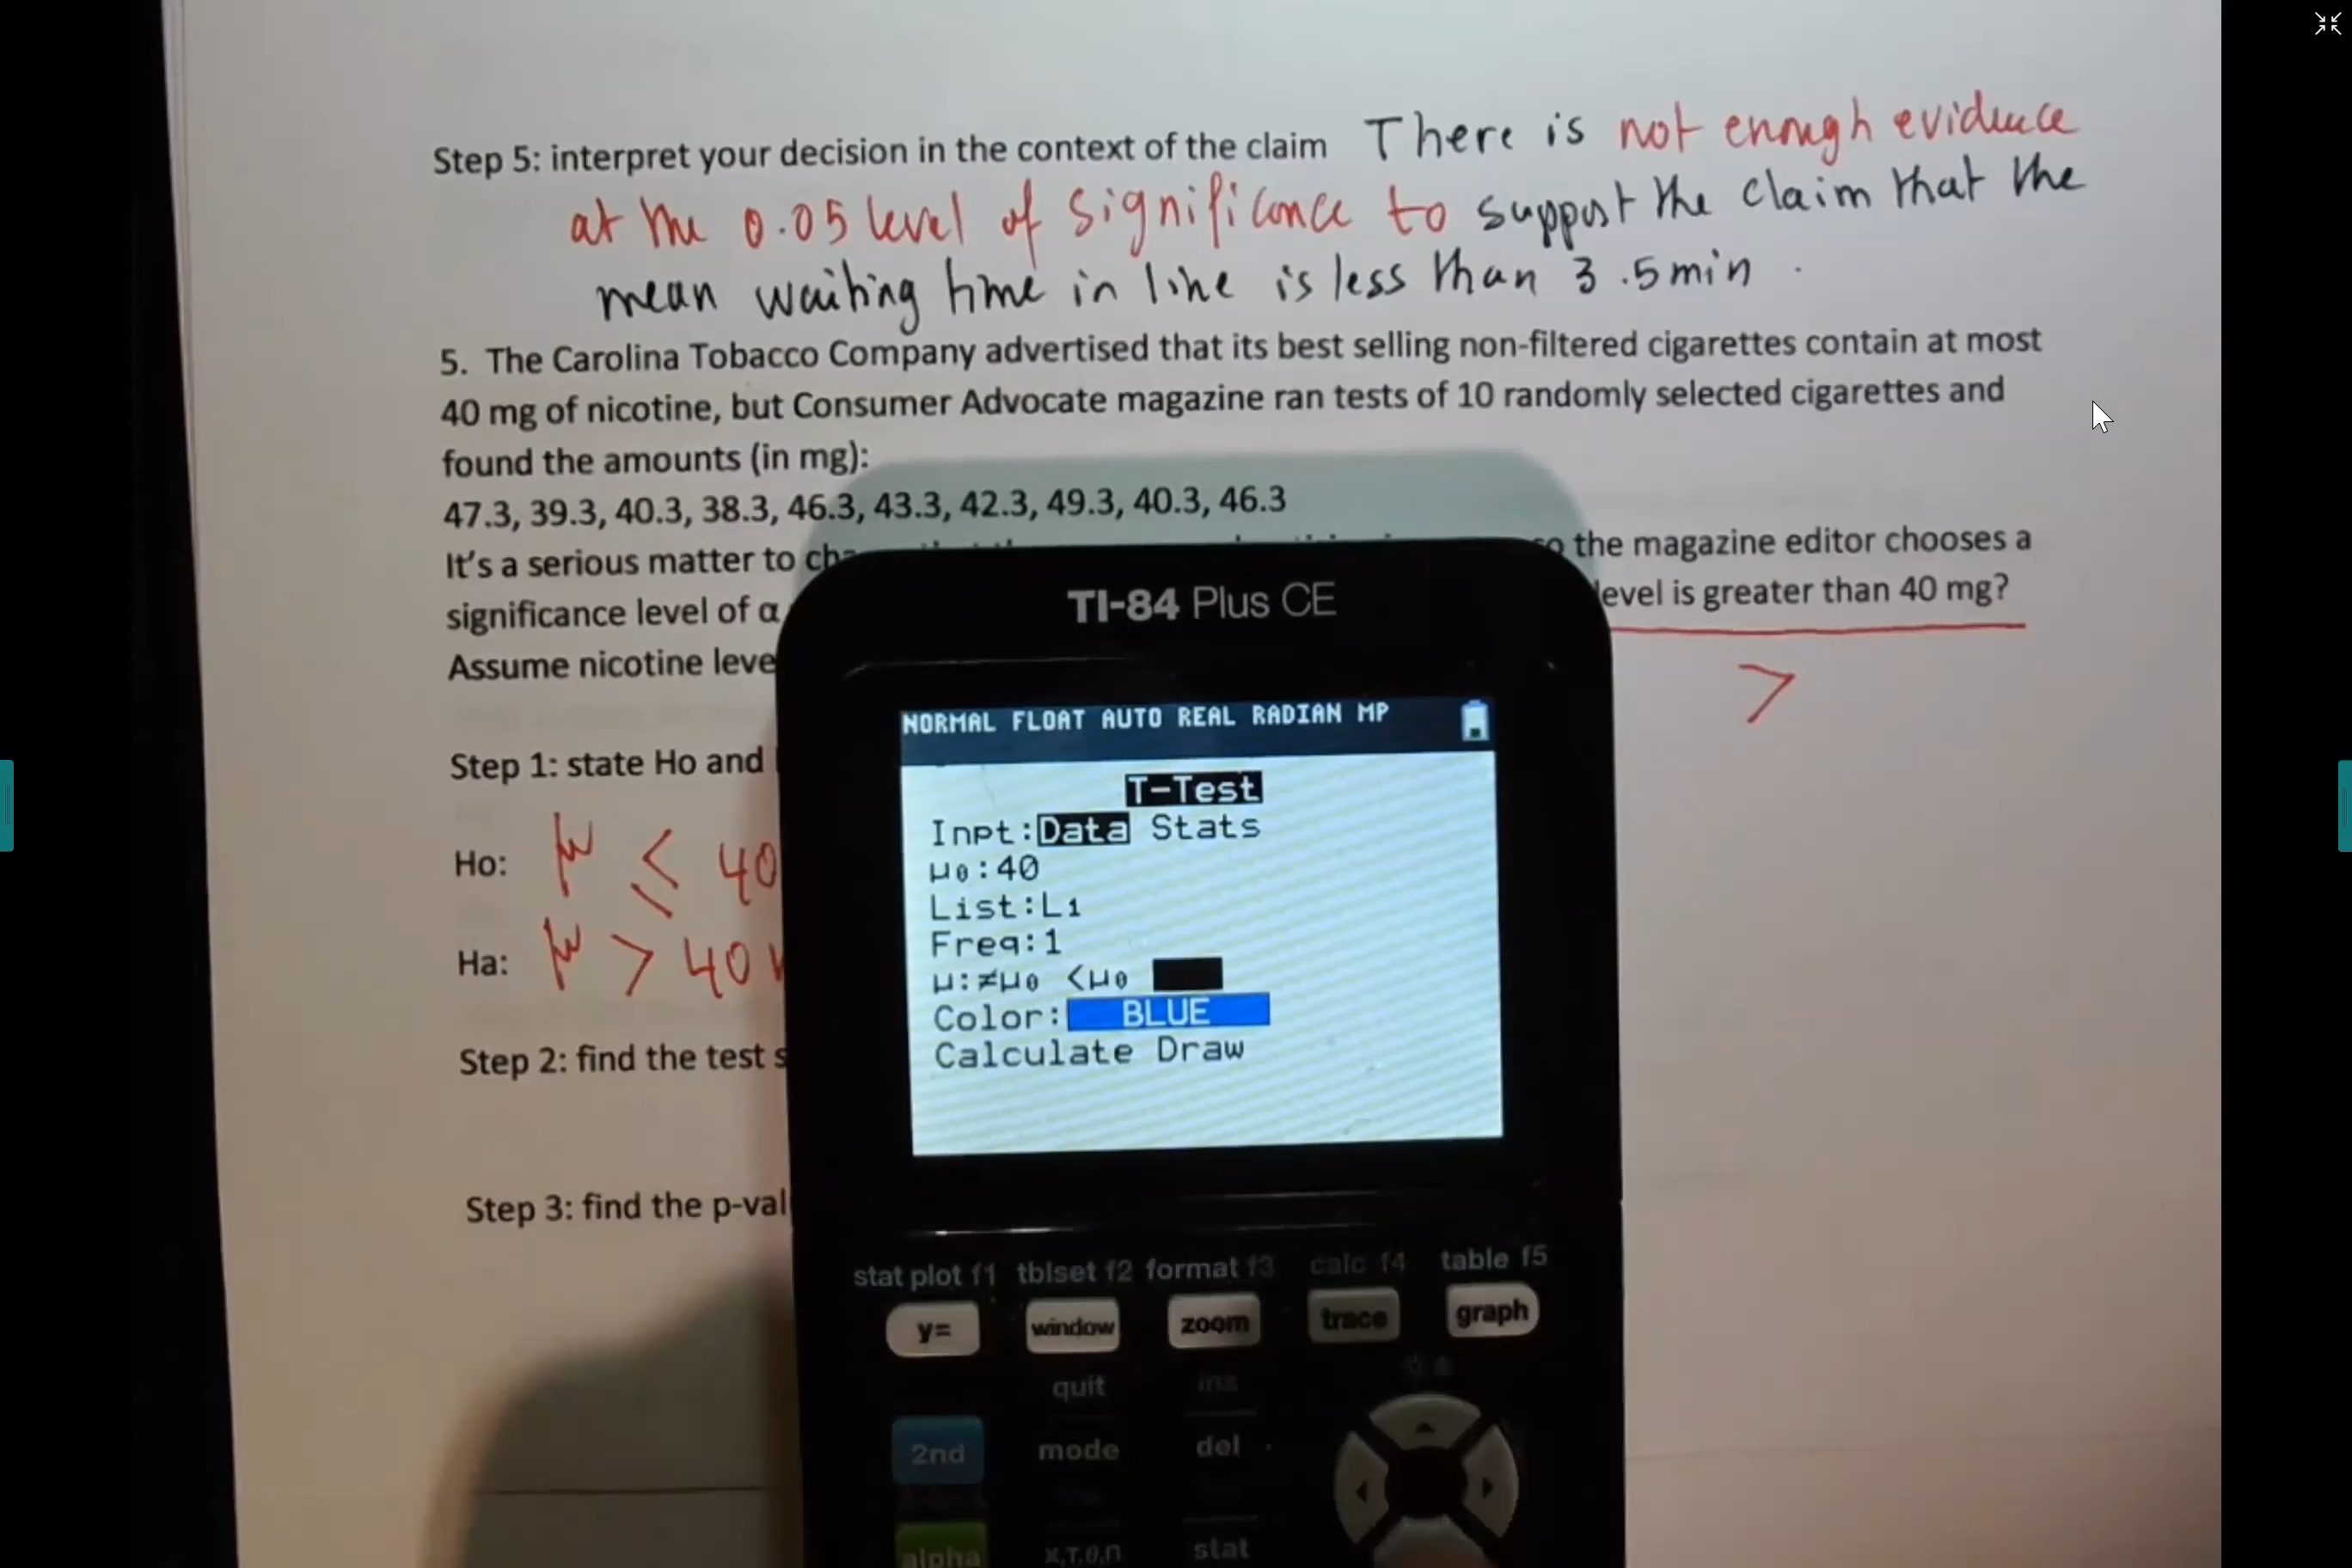 Step 5: interpret your decision in the context of the claim There is not enough evidence
at the 0.05 level of significance to support the claim that the
mean waiting time in line is less than 3.5 min.
5. The Carolina Tobacco Company advertised that its best selling non-filtered cigarettes contain at most
40 mg of nicotine, but Consumer Advocate magazine ran tests of 10 randomly selected cigarettes and
found the amounts (in mg):
47.3, 39.3, 40.3, 38.3, 46.3, 43.3, 42.3, 49.3, 40.3, 46.3
It's a serious matter to so the magazine editor chooses a
significance level of α level is greater than 40 mg?
Assume nicotine
>
Step 1: state Ho and
Ho: μ ≤ 40
Ha: μ > 40
Step 2: find the test
Step 3: find the
TI-84 Plus CE
NORMAL FLOAT AUTO REAL RADIAN MP
T-Test
Inpt:Data Stats
μ0:40
List:L1
Freq:1
μ:≠μ0 <μ0
Color: BLUE
Calculate Draw
stat plot f1 tblset f2 format f3 calc f4 table f5
y= window zoom trace graph
quit ins
2nd mode del
alpha X,T,θ,n stat